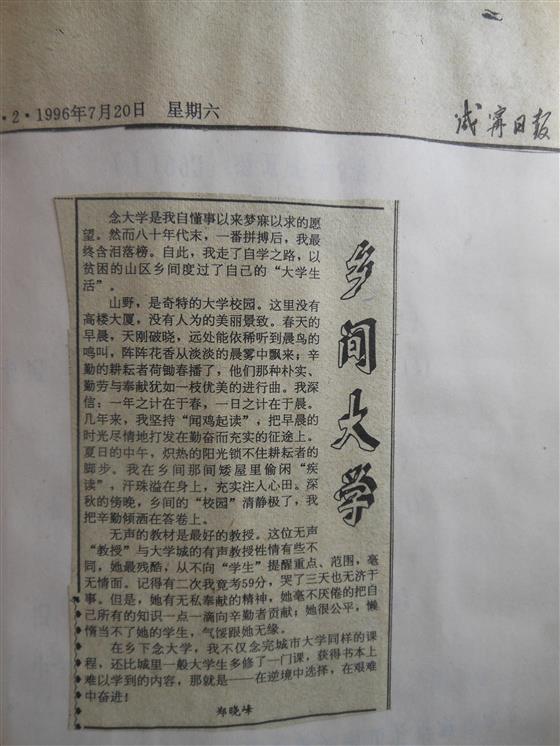 ·2·1996年7月20日 星期六
咸宁日报
乡间大学
念大学是我自懂事以来梦寐以求的愿
望。然而八十年代末，一番拼搏后，我最
终含泪落榜。自此，我走了自学之路，以
贫困的山区乡间度过了自己的“大学生
活”。
山野，是奇特的大学校园。这里没有
高楼大厦，没有人为的美丽景致。春天的
早晨，天刚破晓，远处能依稀听到晨鸟的
鸣叫，阵阵花香从淡淡的晨雾中飘来；辛
勤的耕耘者荷锄春播了，他们那种朴实、
勤劳与奉献犹如一枝优美的进行曲。我深
信：一年之计在于春，一日之计在于晨。
几年来，我坚持“闻鸡起读”，把早晨的
时光尽情地打发在勤奋而充实的征途上。
夏日的中午，炽热的阳光锁不住耕耘者的
脚步。我在乡间那间矮屋里偷闲“疾
读”，汗珠溢在身上，充实注入心田。深
秋的傍晚，乡间的“校园”清静极了，我
把辛勤倾洒在答卷上。
无声的教材是最好的教授。这位无声
“教授”与大学城的有声教授性情有些不
同，她最残酷，从不向“学生”提醒重点、范围，毫
无情面。记得有二次我竟考59分，哭了三天也无济于
事。但是，她有无私奉献的精神，她毫不厌倦的把自
己所有的知识一点一滴向辛勤者贡献；她很公平，懒
惰当不了她的学生，气馁跟她无缘。
在乡下念大学，我不仅念完城市大学同样的课
程，还比城里一般大学生多修了一门课，获得书本上
难以学到的内容，那就是——在逆境中选择，在艰难
中奋进！
郑晓峰